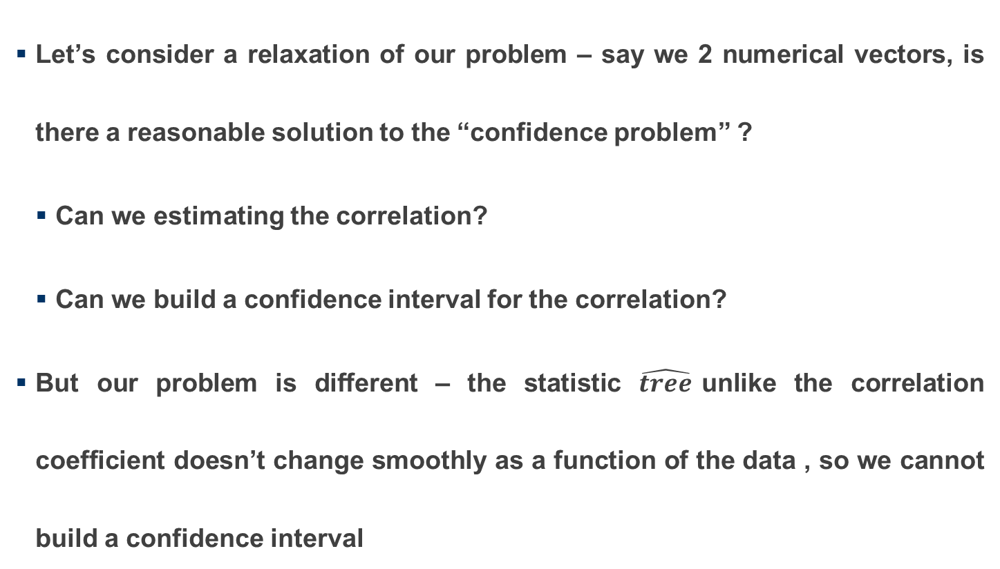 ▪ Let’s consider a relaxation of our problem – say we 2 numerical vectors, is
there a reasonable solution to the “confidence problem” ?
▪ Can we estimating the correlation?
▪ Can we build a confidence interval for the correlation?
▪ But our problem is different – the statistic $\widehat{tree}$ unlike the correlation
coefficient doesn’t change smoothly as a function of the data , so we cannot
build a confidence interval